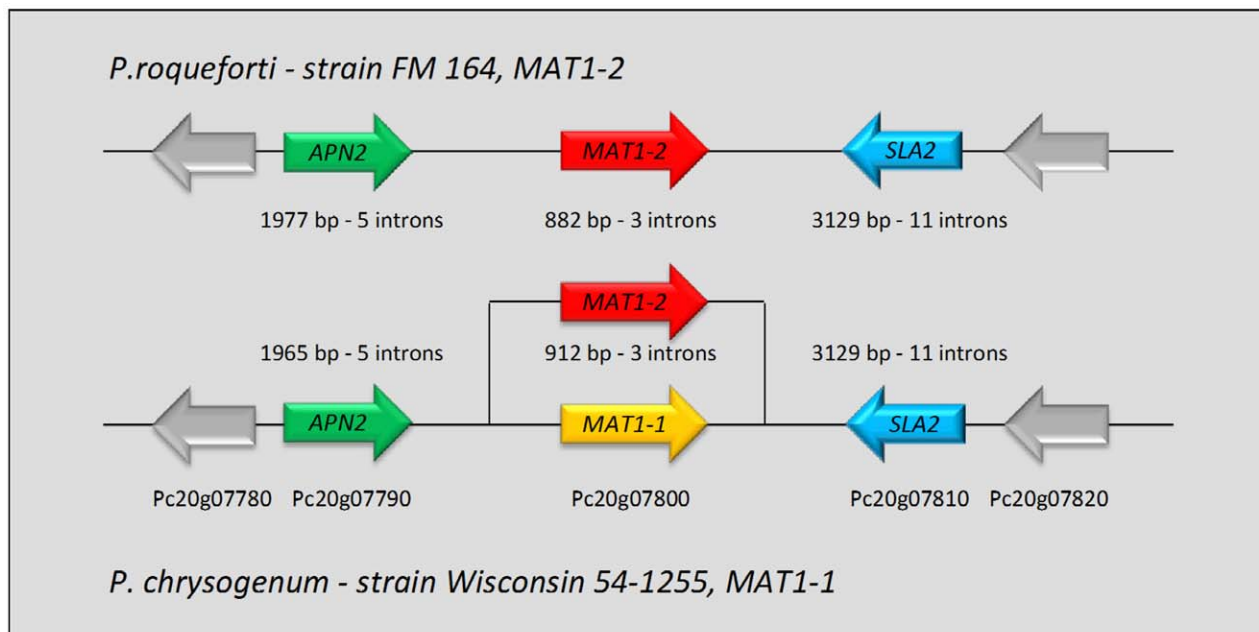 P.roqueforti - strain FM 164, MAT1-2
APN2 MAT1-2 SLA2
1977 bp - 5 introns 882 bp - 3 introns 3129 bp - 11 introns
MAT1-2
1965 bp - 5 introns 912 bp - 3 introns 3129 bp - 11 introns
APN2 MAT1-1 SLA2
Pc20g07780 Pc20g07790 Pc20g07800 Pc20g07810 Pc20g07820
P. chrysogenum - strain Wisconsin 54-1255, MAT1-1